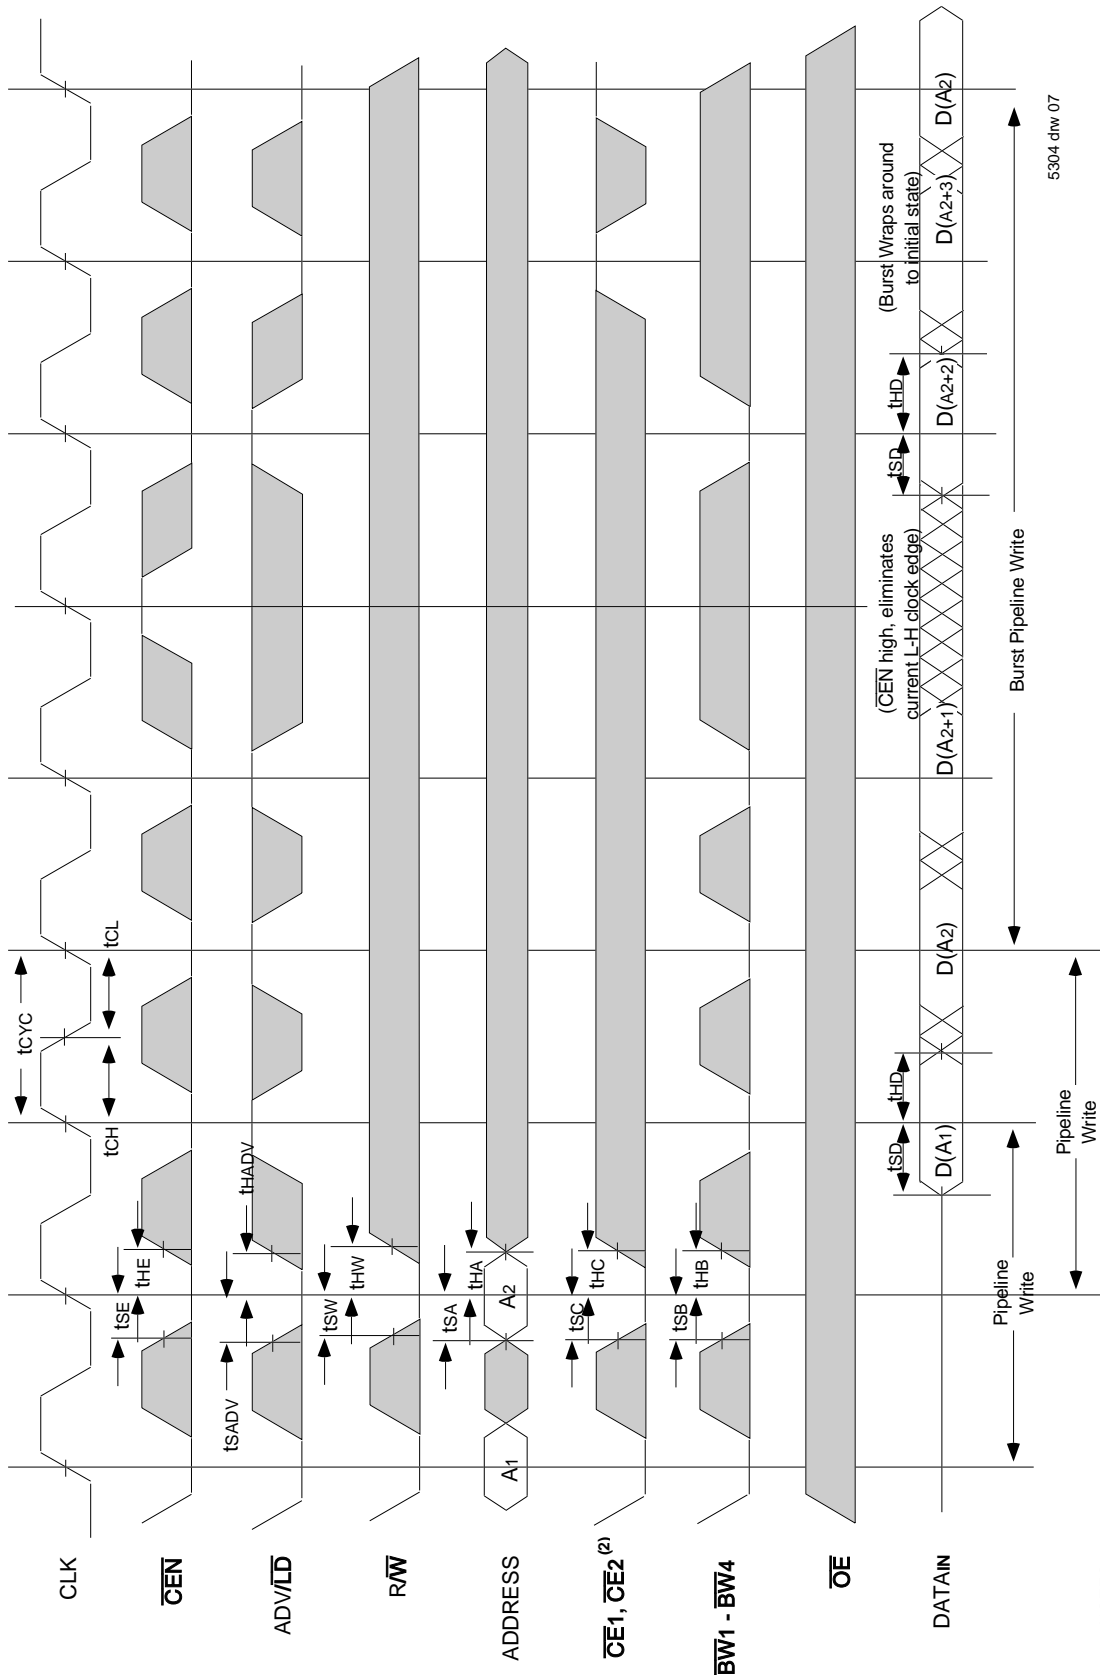 CLK
CEN
ADV/LD
R/W
ADDRESS
CE1, CE2 (2)
BW1 - BW4
OE
DATAIN
tCYC
tCH
tCL
tSE
tHE
tSADV
tHADV
tSW
tHW
tSA
tHA
A1
A2
tSC
tHC
tSB
tHB
tSD
tHD
tSD
tHD
(CEN high, eliminates
current L-H clock edge)
(Burst Wraps around
to initial state)
D(A1)
D(A2)
D(A2+1)
D(A2+2)
D(A2+3)
D(A2)
Pipeline
Write
Pipeline
Write
Burst Pipeline Write
5304 drw 07